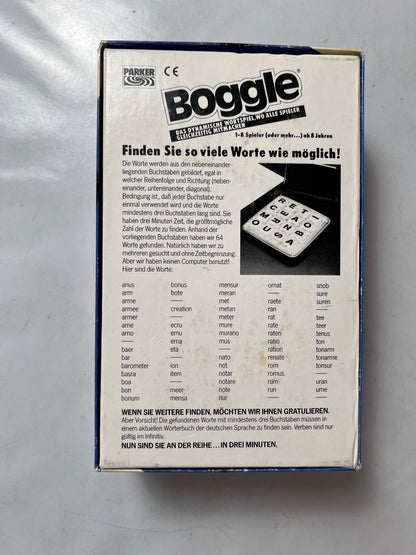 PARKER CE
Boggle®
DAS DYNAMISCHE WORTSPIEL, WO ALLE SPIELER
GLEICHZEITIG MITMACHEN
1-8 Spieler (oder mehr...) ab 8 Jahren
Finden Sie so viele Worte wie möglich!
Die Worte werden aus den nebeneinander-
liegenden Buchstaben gebildet, egal in
welcher Reihenfolge und Richtung (neben-
einander, untereinander, diagonal).
Bedingung ist, daß jeder Buchstabe nur
einmal verwendet wird und die Worte
mindestens drei Buchstaben lang sind. Sie
haben drei Minuten Zeit, die größtmögliche
Zahl der Worte zu finden. Anhand der
vorliegenden Buchstaben haben wir 64
Worte gefunden. Natürlich haben wir zu
mehreren gesucht und ohne Zeitbegrenzung:
Aber wir haben keinen Computer benutzt!
Hier sind die Worte:
anus bonus mensur ornat snob
arm bote meran —— sure
arme —— met raete suren
armee creation metan ran ——
armer —— meter rat tee
arme ecru mure rate teer
arno emu murano raten tenus
—— ema mus ratio ton
baer eta —— ration tonarm
bar —— nato renate tonarme
barometer ion not rom tonsur
basra item notar romus ——
boa —— notare rum uran
bon meer note run ume
bonum mensa nur —— ——
WENN SIE WEITERE FINDEN, MÖCHTEN WIR IHNEN GRATULIEREN.
Aber Vorsicht! Die gefundenen Worte mit mindestens drei Buchstaben müssen in
einem aktuellen Wörterbuch der deutschen Sprache zu finden sein. Verben sind nur
gültig im Infinitiv.
NUN SIND SIE AN DER REIHE ... IN DREI MINUTEN.